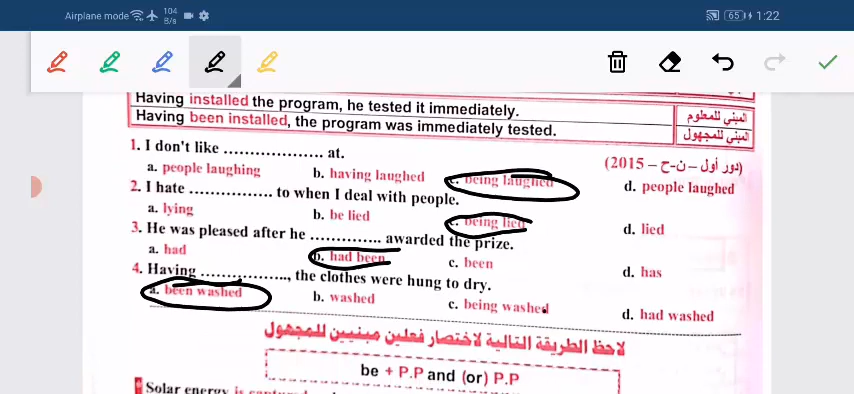 Airplane mode 104 B/s 65 1:22
Having installed the program, he tested it immediately. المبني للمعلوم
Having been installed, the program was immediately tested. المبني للمجهول
1. I don't like ................... at. (دور أول – ن-ح – 2015)
a. people laughing b. having laughed c. being laughed d. people laughed
2. I hate ................ to when I deal with people.
a. lying b. be lied c. being lied d. lied
3. He was pleased after he .............. awarded the prize.
a. had b. had been c. been d. has
4. Having ................., the clothes were hung to dry.
a. been washed b. washed c. being washed d. had washed
لاحظ الطريقة التالية لاختصار فعلين مبنيين للمجهول
be + P.P and (or) P.P
Solar energy is